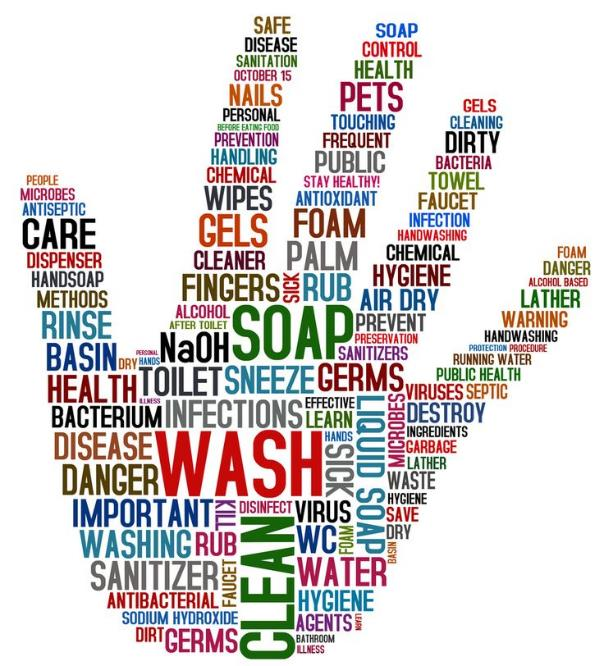 SAFE
DISEASE
SANITATION
OCTOBER 15
NAILS
PERSONAL
BEFORE EATING FOOD
PREVENTION
HANDLING
CHEMICAL
WIPES
GELS
CLEANER
FINGERS
SOAP
CONTROL
HEALTH
PETS
TOUCHING
FREQUENT
PUBLIC
STAY HEALTHY!
ANTIOXIDANT
FOAM
PALM
SICK
RUB
GELS
CLEANING
DIRTY
BACTERIA
TOWEL
FAUCET
INFECTION
HANDWASHING
CHEMICAL
HYGIENE
AIR DRY
PEOPLE
MICROBES
ANTISEPTIC
CARE
DISPENSER
HANDSOAP
METHODS
RINSE
BASIN
DRY
PERSONAL
HANDS
ALCOHOL
AFTER TOILET
NaOH
SOAP
PREVENT
PRESERVATION
SANITIZERS
FOAM
DANGER
ALCOHOL BASED
LATHER
WARNING
HANDWASHING
PROTECTION PROCEDURE
RUNNING WATER
PUBLIC HEALTH
HEALTH
TOILET
SNEEZE
GERMS
VIRUSES
SEPTIC
ILLNESS
BACTERIUM
INFECTIONS
EFFECTIVE
LEARN
LIQUID SOAP
MICROBES
DESTROY
INGREDIENTS
DISEASE
WASH
HANDS
SICK
GARBAGE
LATHER
DANGER
WASTE
HYGIENE
IMPORTANT
KILL
DISINFECT
VIRUS
SAVE
WASHING
RUB
CLEAN
WC
FOAM
DRY
BASIN
SANITIZER
FAUCET
WATER
ANTIBACTERIAL
HYGIENE
SODIUM HYDROXIDE
AGENTS
LEARN
DIRT
GERMS
BATHROOM
ILLNESS